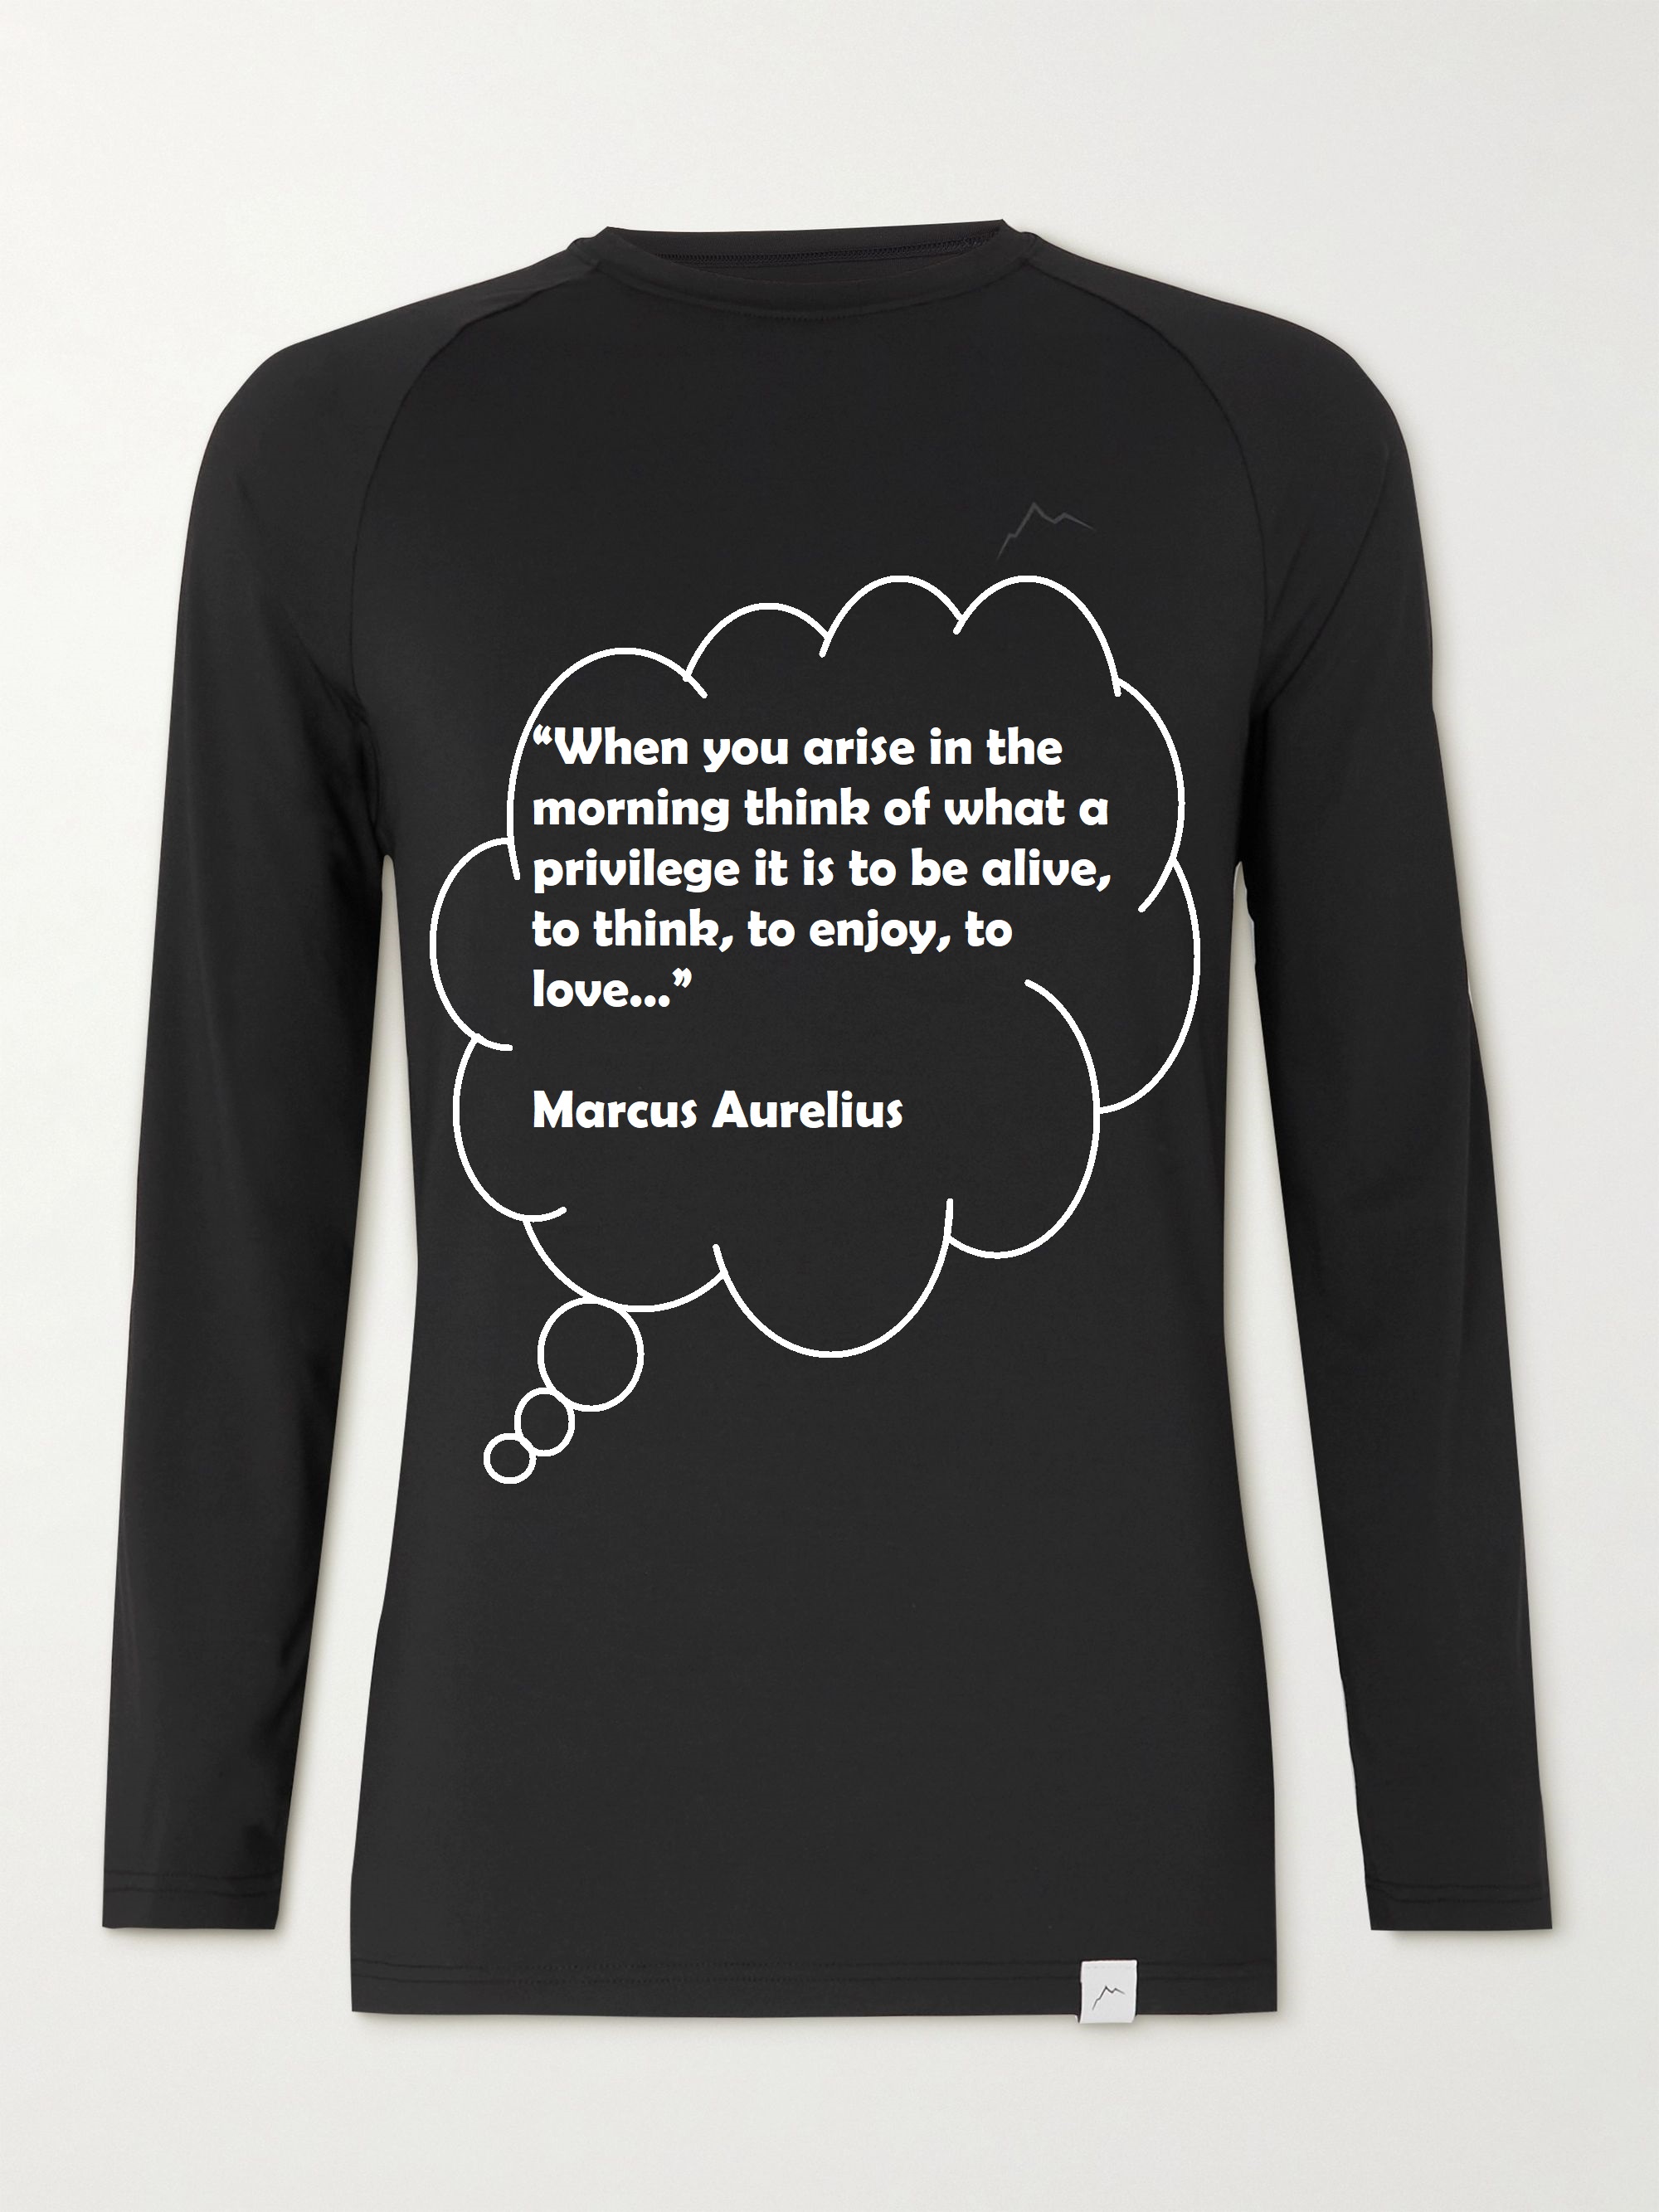 “When you arise in the
morning think of what a
privilege it is to be alive,
to think, to enjoy, to
love...”
Marcus Aurelius